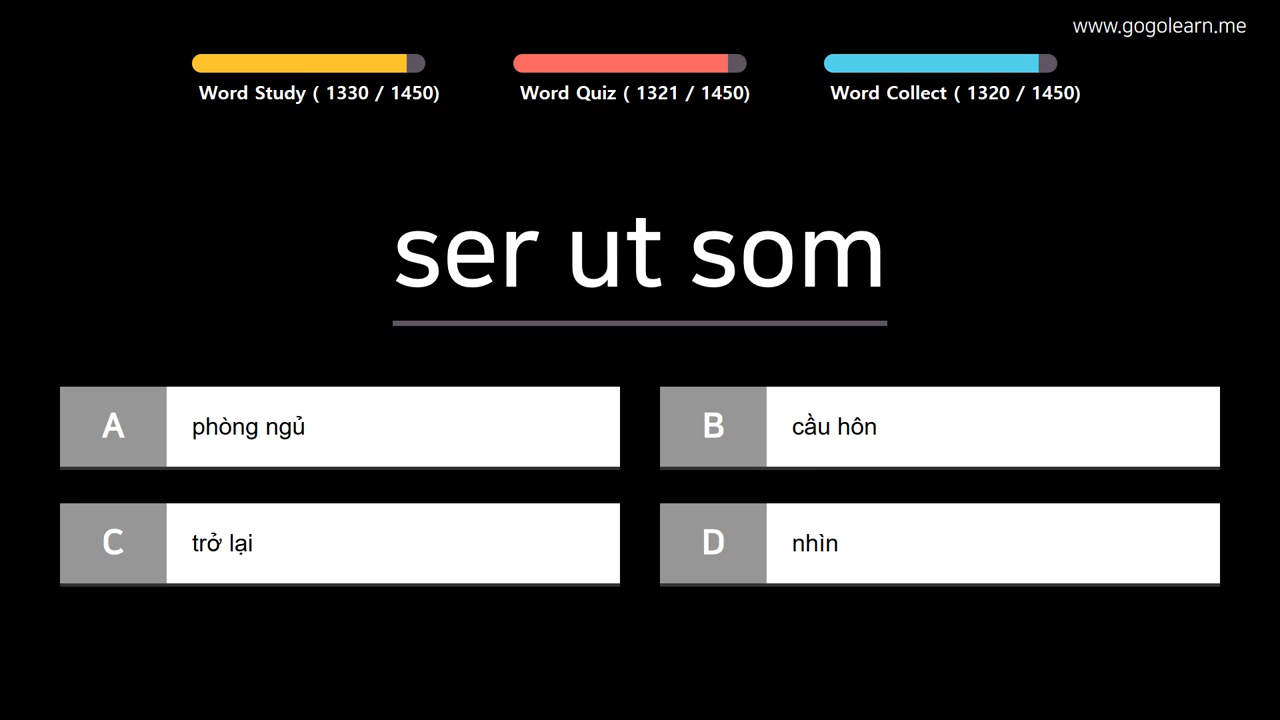 www.gogolearn.me
Word Study ( 1330 / 1450)
Word Quiz ( 1321 / 1450)
Word Collect ( 1320 / 1450)
ser ut som
A phòng ngủ
B cầu hôn
C trở lại
D nhìn